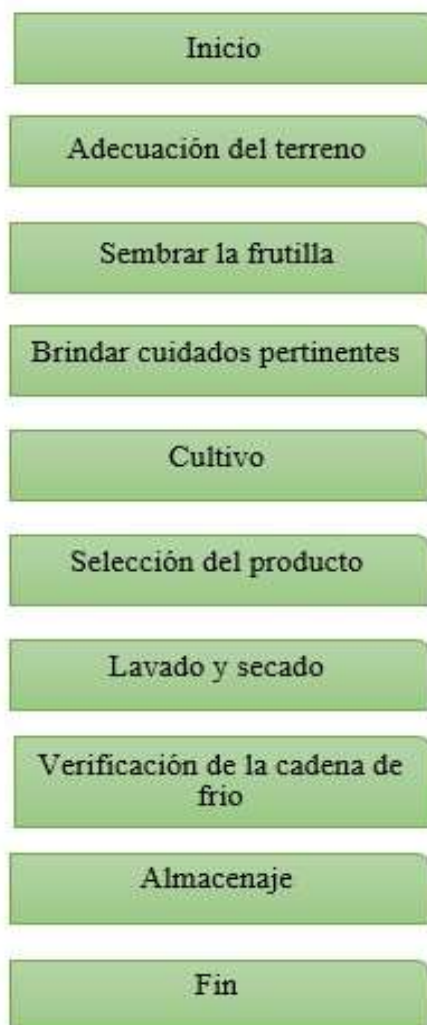 Inicio
Adecuación del terreno
Sembrar la frutilla
Brindar cuidados pertinentes
Cultivo
Selección del producto
Lavado y secado
Verificación de la cadena de
frio
Almacenaje
Fin